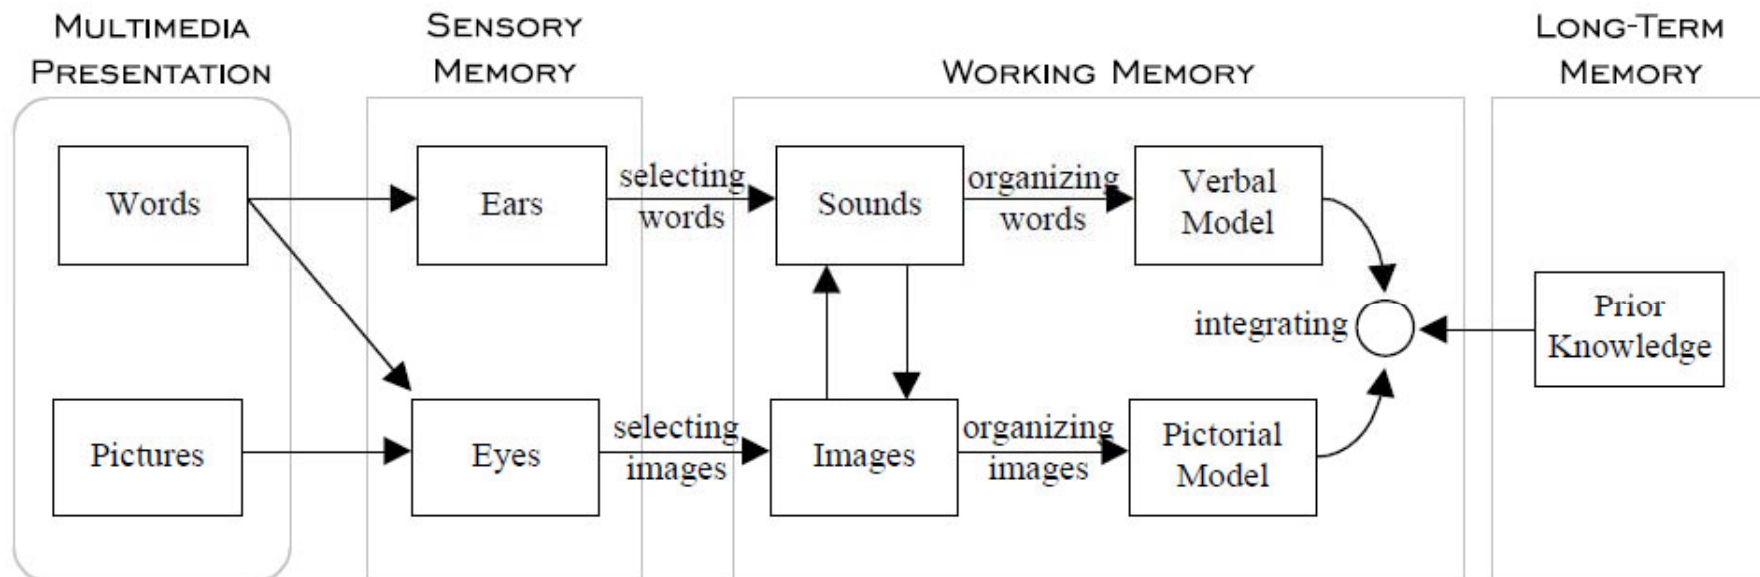 MULTIMEDIA
PRESENTATION
SENSORY
MEMORY
WORKING MEMORY
LONG-TERM
MEMORY
Words
Ears
selecting
words
Sounds
organizing
words
Verbal
Model
integrating
Prior
Knowledge
Pictures
Eyes
selecting
images
Images
organizing
images
Pictorial
Model